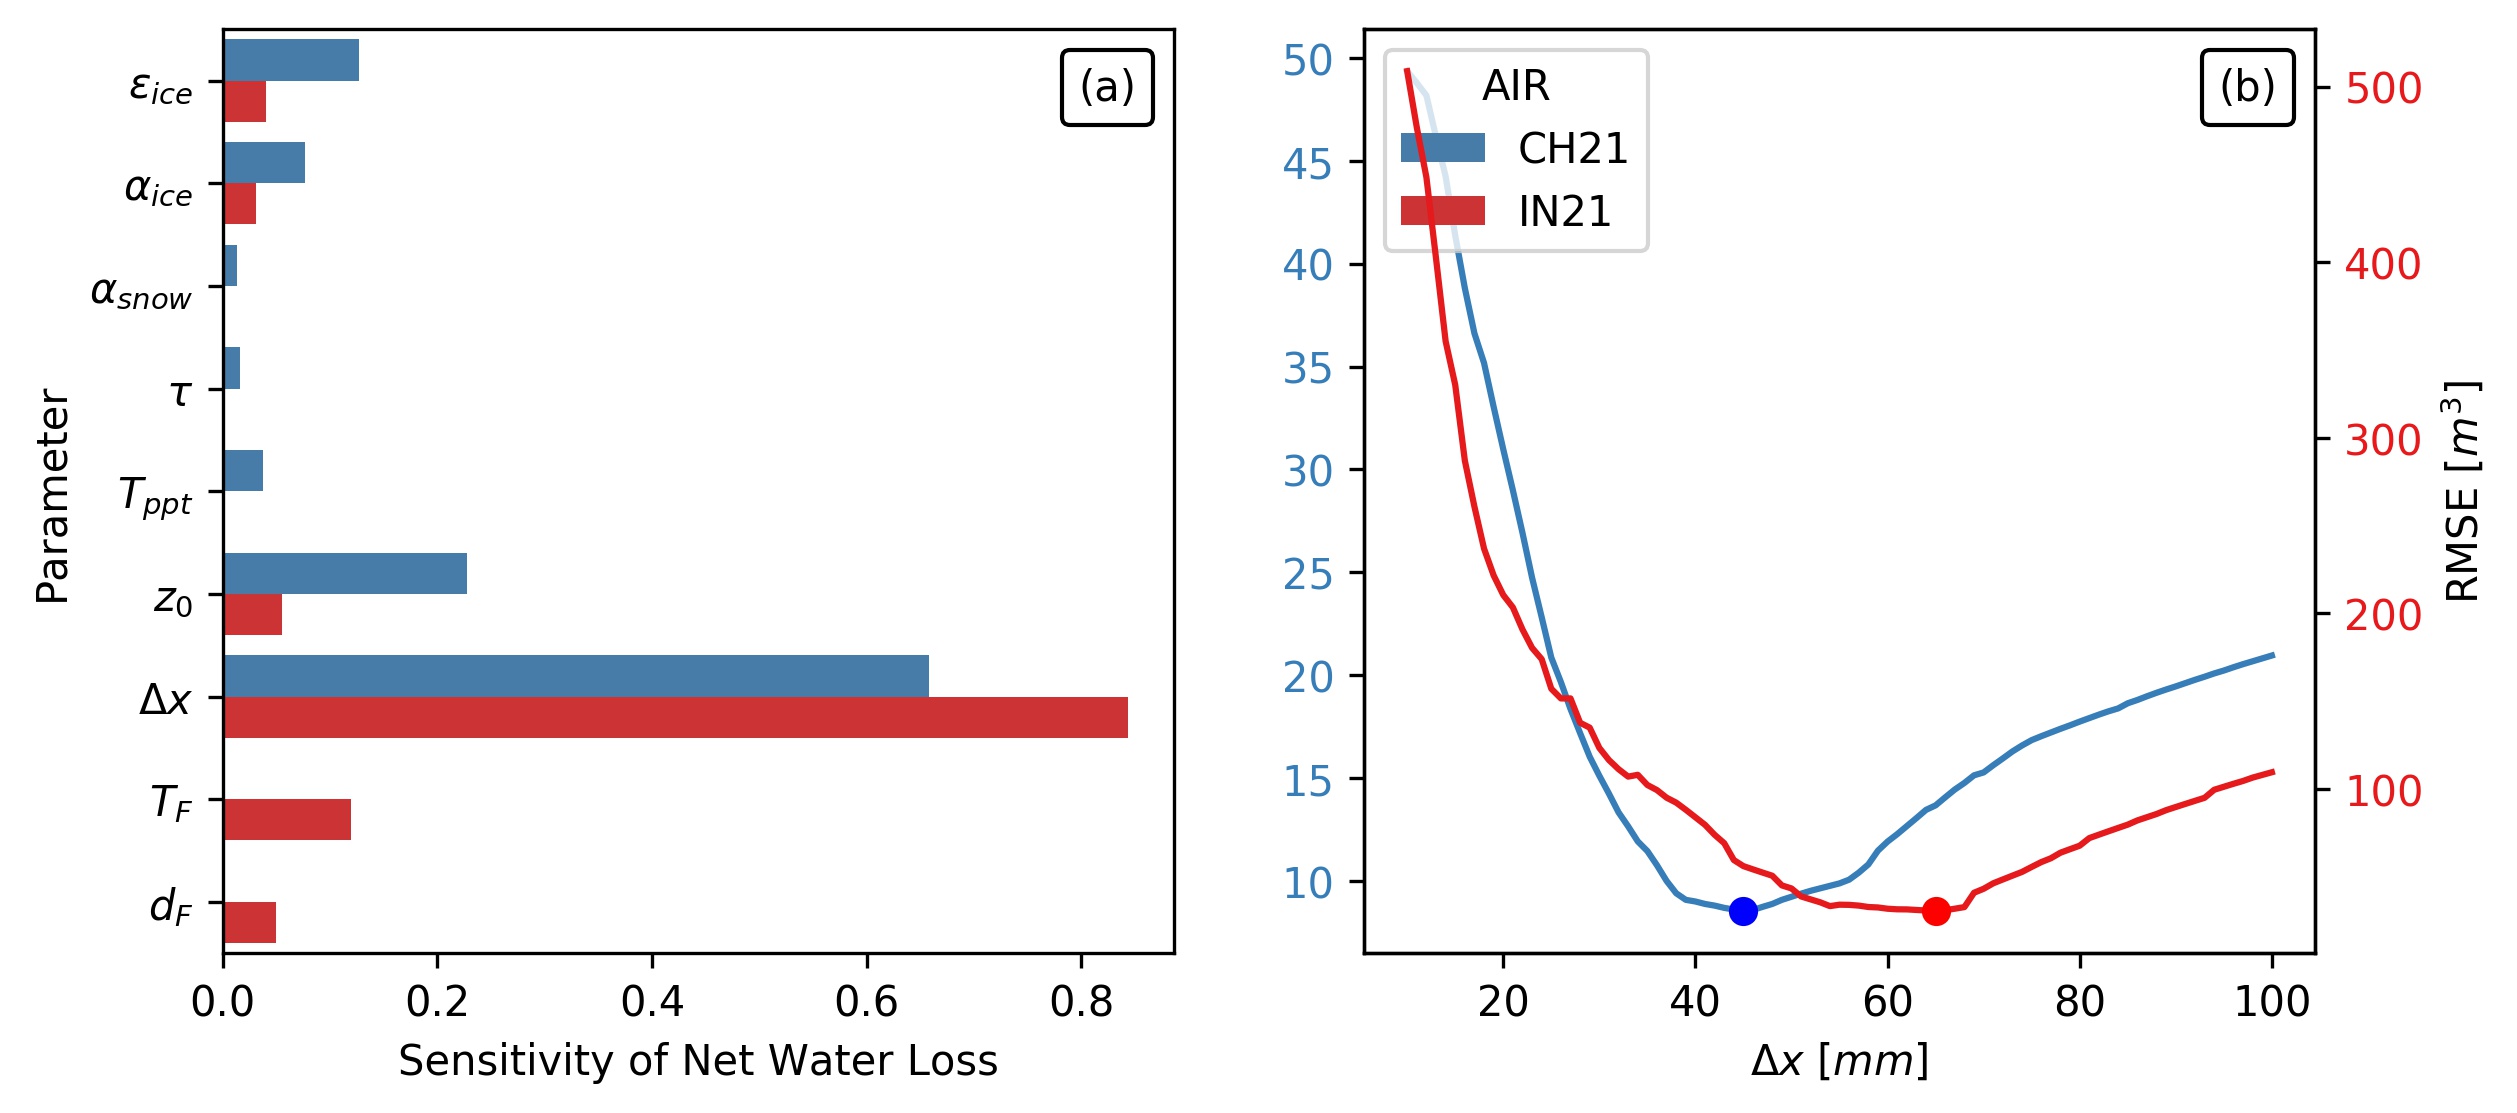 (a)
Parameter
ε_ice
α_ice
α_snow
τ
T_ppt
z_0
Δx
T_F
d_F
0.0 0.2 0.4 0.6 0.8
Sensitivity of Net Water Loss
(b)
AIR
CH21
IN21
50
45
40
35
30
25
20
15
10
500
400
300
200
100
RMSE [m³]
20 40 60 80 100
Δx [mm]